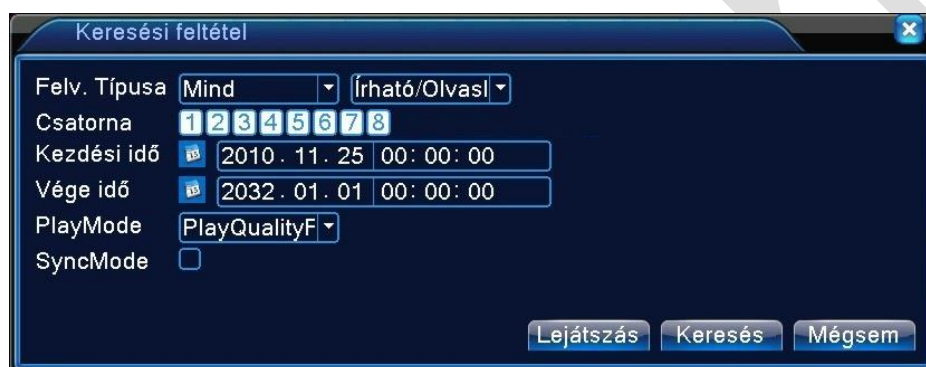 Keresési feltétel
Felv. Típusa Mind Írható/Olvasl
Csatorna 1 2 3 4 5 6 7 8
Kezdési idő 2010. 11. 25 00: 00: 00
Vége idő 2032. 01. 01 00: 00: 00
PlayMode PlayQualityF
SyncMode
Lejátszás Keresés Mégsem